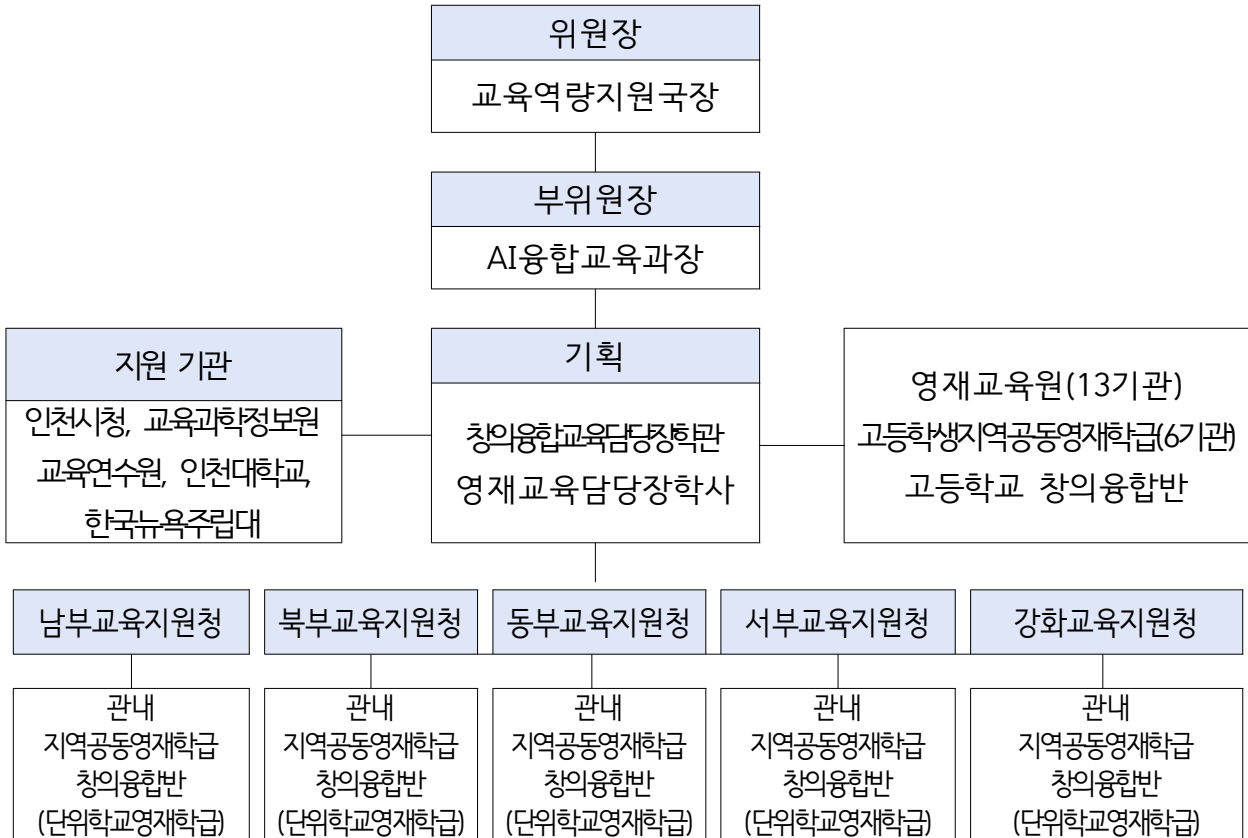 위원장
교육역량지원국장
부위원장
AI융합교육과장
지원 기관
인천시청, 교육과학정보원
교육연수원, 인천대학교,
한국뉴욕주립대
기획
창의융합교육담당장학관
영재교육담당장학사
영재교육원(13기관)
고등학생지역공동영재학급(6기관)
고등학교 창의융합반
남부교육지원청
북부교육지원청
동부교육지원청
서부교육지원청
강화교육지원청
관내
지역공동영재학급
창의융합반
(단위학교영재학급)
관내
지역공동영재학급
창의융합반
(단위학교영재학급)
관내
지역공동영재학급
창의융합반
(단위학교영재학급)
관내
지역공동영재학급
창의융합반
(단위학교영재학급)
관내
지역공동영재학급
창의융합반
(단위학교영재학급)